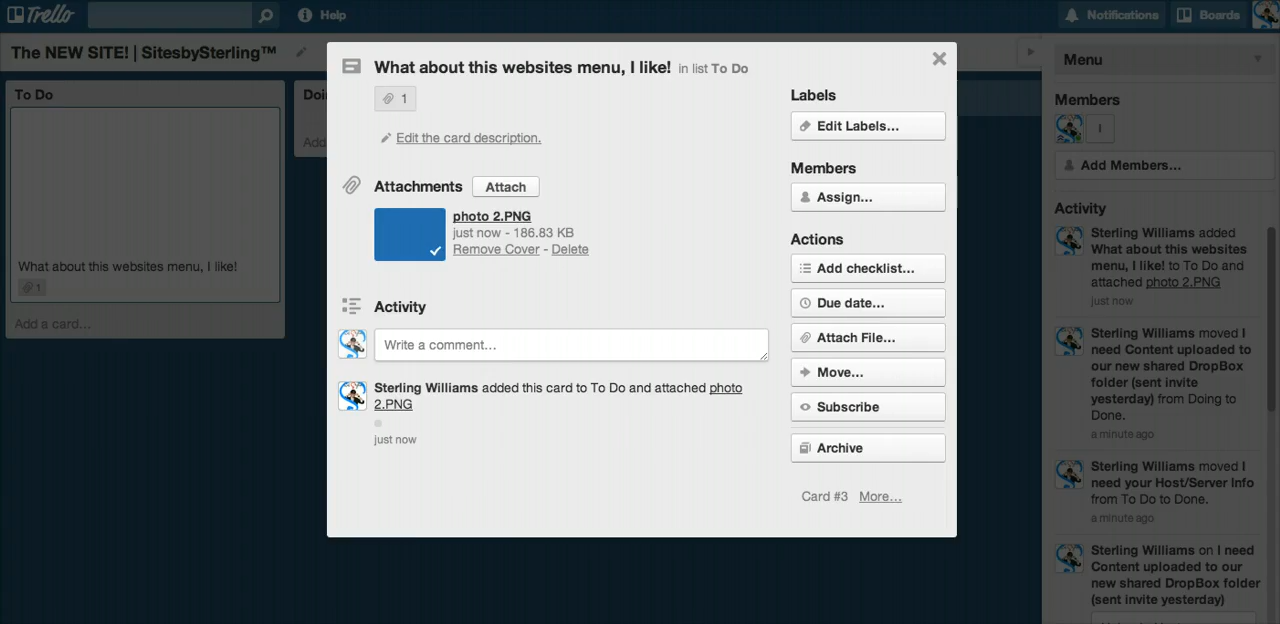 Trello
Help
Notifications
Boards
The NEW SITE! | SitesbySterling™
To Do
What about this websites menu, I like!
1
Add a card…
Doin
Add
What about this websites menu, I like! in list To Do
1
Edit the card description.
Attachments Attach
photo 2.PNG
just now - 186.83 KB
Remove Cover - Delete
Activity
Write a comment…
Sterling Williams added this card to To Do and attached photo
2.PNG
just now
Labels
Edit Labels…
Members
Assign…
Actions
Add checklist…
Due date…
Attach File…
Move…
Subscribe
Archive
Card #3 More…
Menu
Members
I
Add Members…
Activity
Sterling Williams added
What about this websites
menu, I like! to To Do and
attached photo 2.PNG
just now
Sterling Williams moved I
need Content uploaded to
our new shared DropBox
folder (sent invite
yesterday) from Doing to
Done.
a minute ago
Sterling Williams moved I
need your Host/Server Info
from To Do to Done.
a minute ago
Sterling Williams on I need
Content uploaded to our
new shared DropBox folder
(sent invite yesterday)